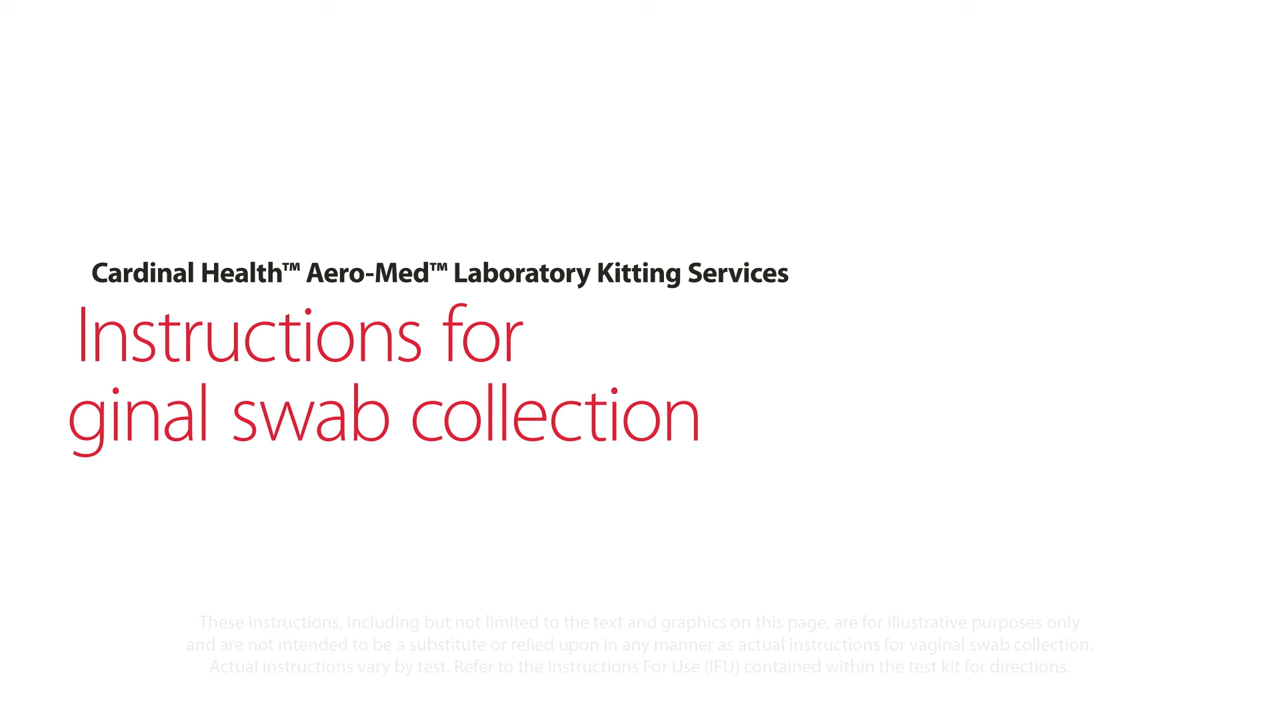 Cardinal Health™ Aero-Med™ Laboratory Kitting Services
Instructions for
ginal swab collection
These instructions, including but not limited to the text and graphics on this page, are for illustrative purposes only
and are not intended to be a substitute or relied upon in any manner as actual instructions for vaginal swab collection.
Actual instructions vary by test. Refer to the Instructions For Use (IFU) contained within the test kit for directions.